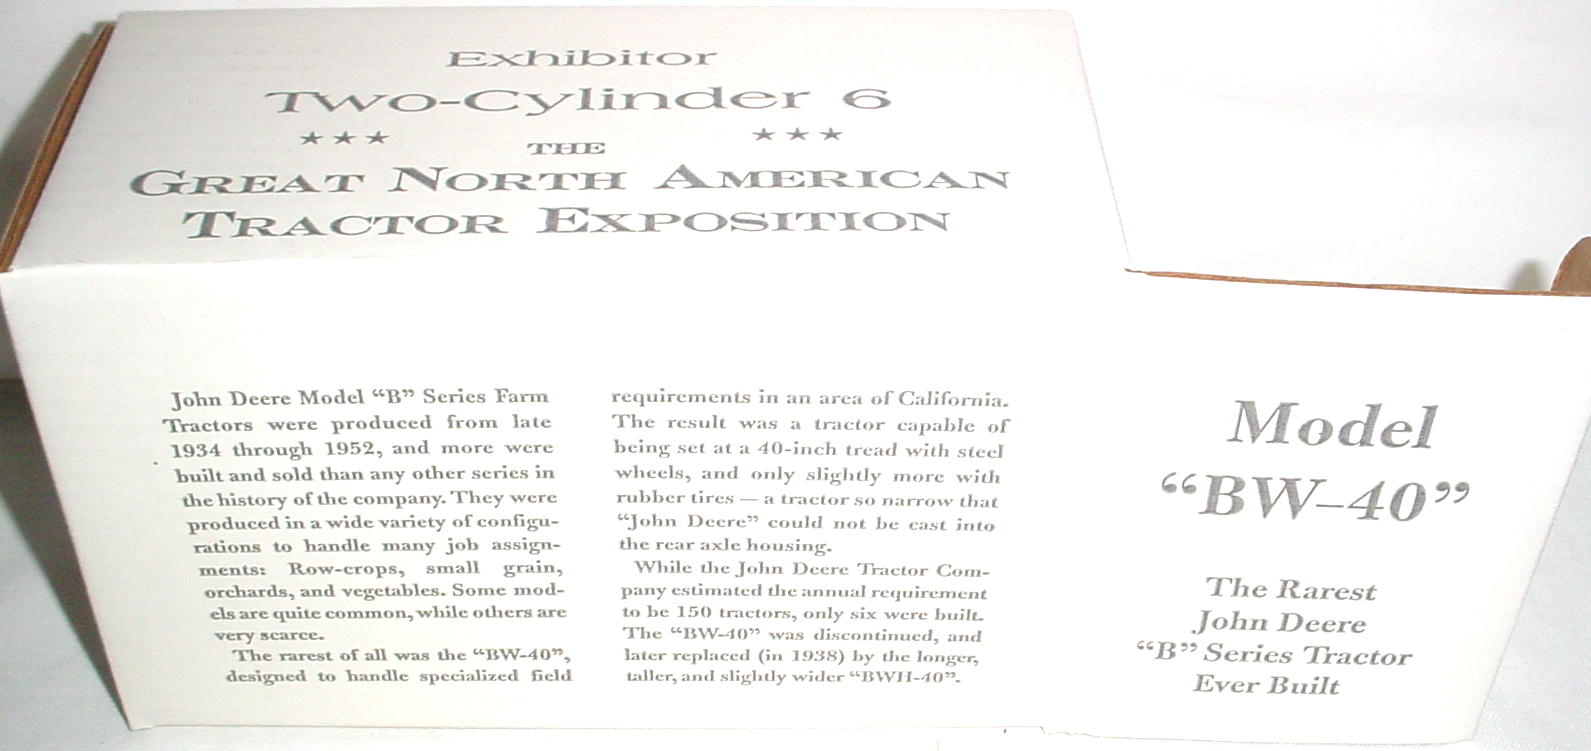 Exhibitor
Two-Cylinder 6
★★★ ★★★
THE
GREAT NORTH AMERICAN
TRACTOR EXPOSITION
John Deere Model “B” Series Farm
Tractors were produced from late
1934 through 1952, and more were
built and sold than any other series in
the history of the company. They were
produced in a wide variety of configu-
rations to handle many job assign-
ments: Row-crops, small grain,
orchards, and vegetables. Some mod-
els are quite common, while others are
very scarce.
The rarest of all was the “BW-40”,
designed to handle specialized field
requirements in an area of California.
The result was a tractor capable of
being set at a 40-inch tread with steel
wheels, and only slightly more with
rubber tires — a tractor so narrow that
“John Deere” could not be cast into
the rear axle housing.
While the John Deere Tractor Com-
pany estimated the annual requirement
to be 150 tractors, only six were built.
The “BW-40” was discontinued, and
later replaced (in 1938) by the longer,
taller, and slightly wider “BWH-40”.
Model
“BW–40”
The Rarest
John Deere
“B” Series Tractor
Ever Built